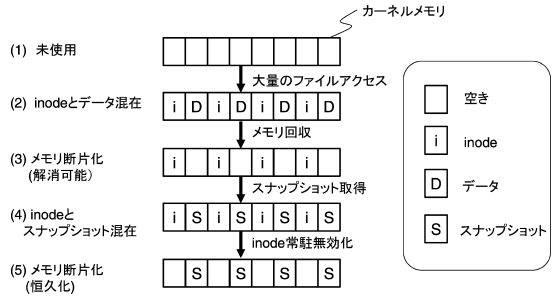 カーネルメモリ
(1) 未使用
大量のファイルアクセス
(2) inodeとデータ混在
i D i D i D i D
メモリ回収
(3) メモリ断片化
(解消可能)
i i i i
スナップショット取得
(4) inodeと
スナップショット混在
i S i S i S i S
inode常駐無効化
(5) メモリ断片化
(恒久化)
S S S S
空き
i inode
D データ
S スナップショット